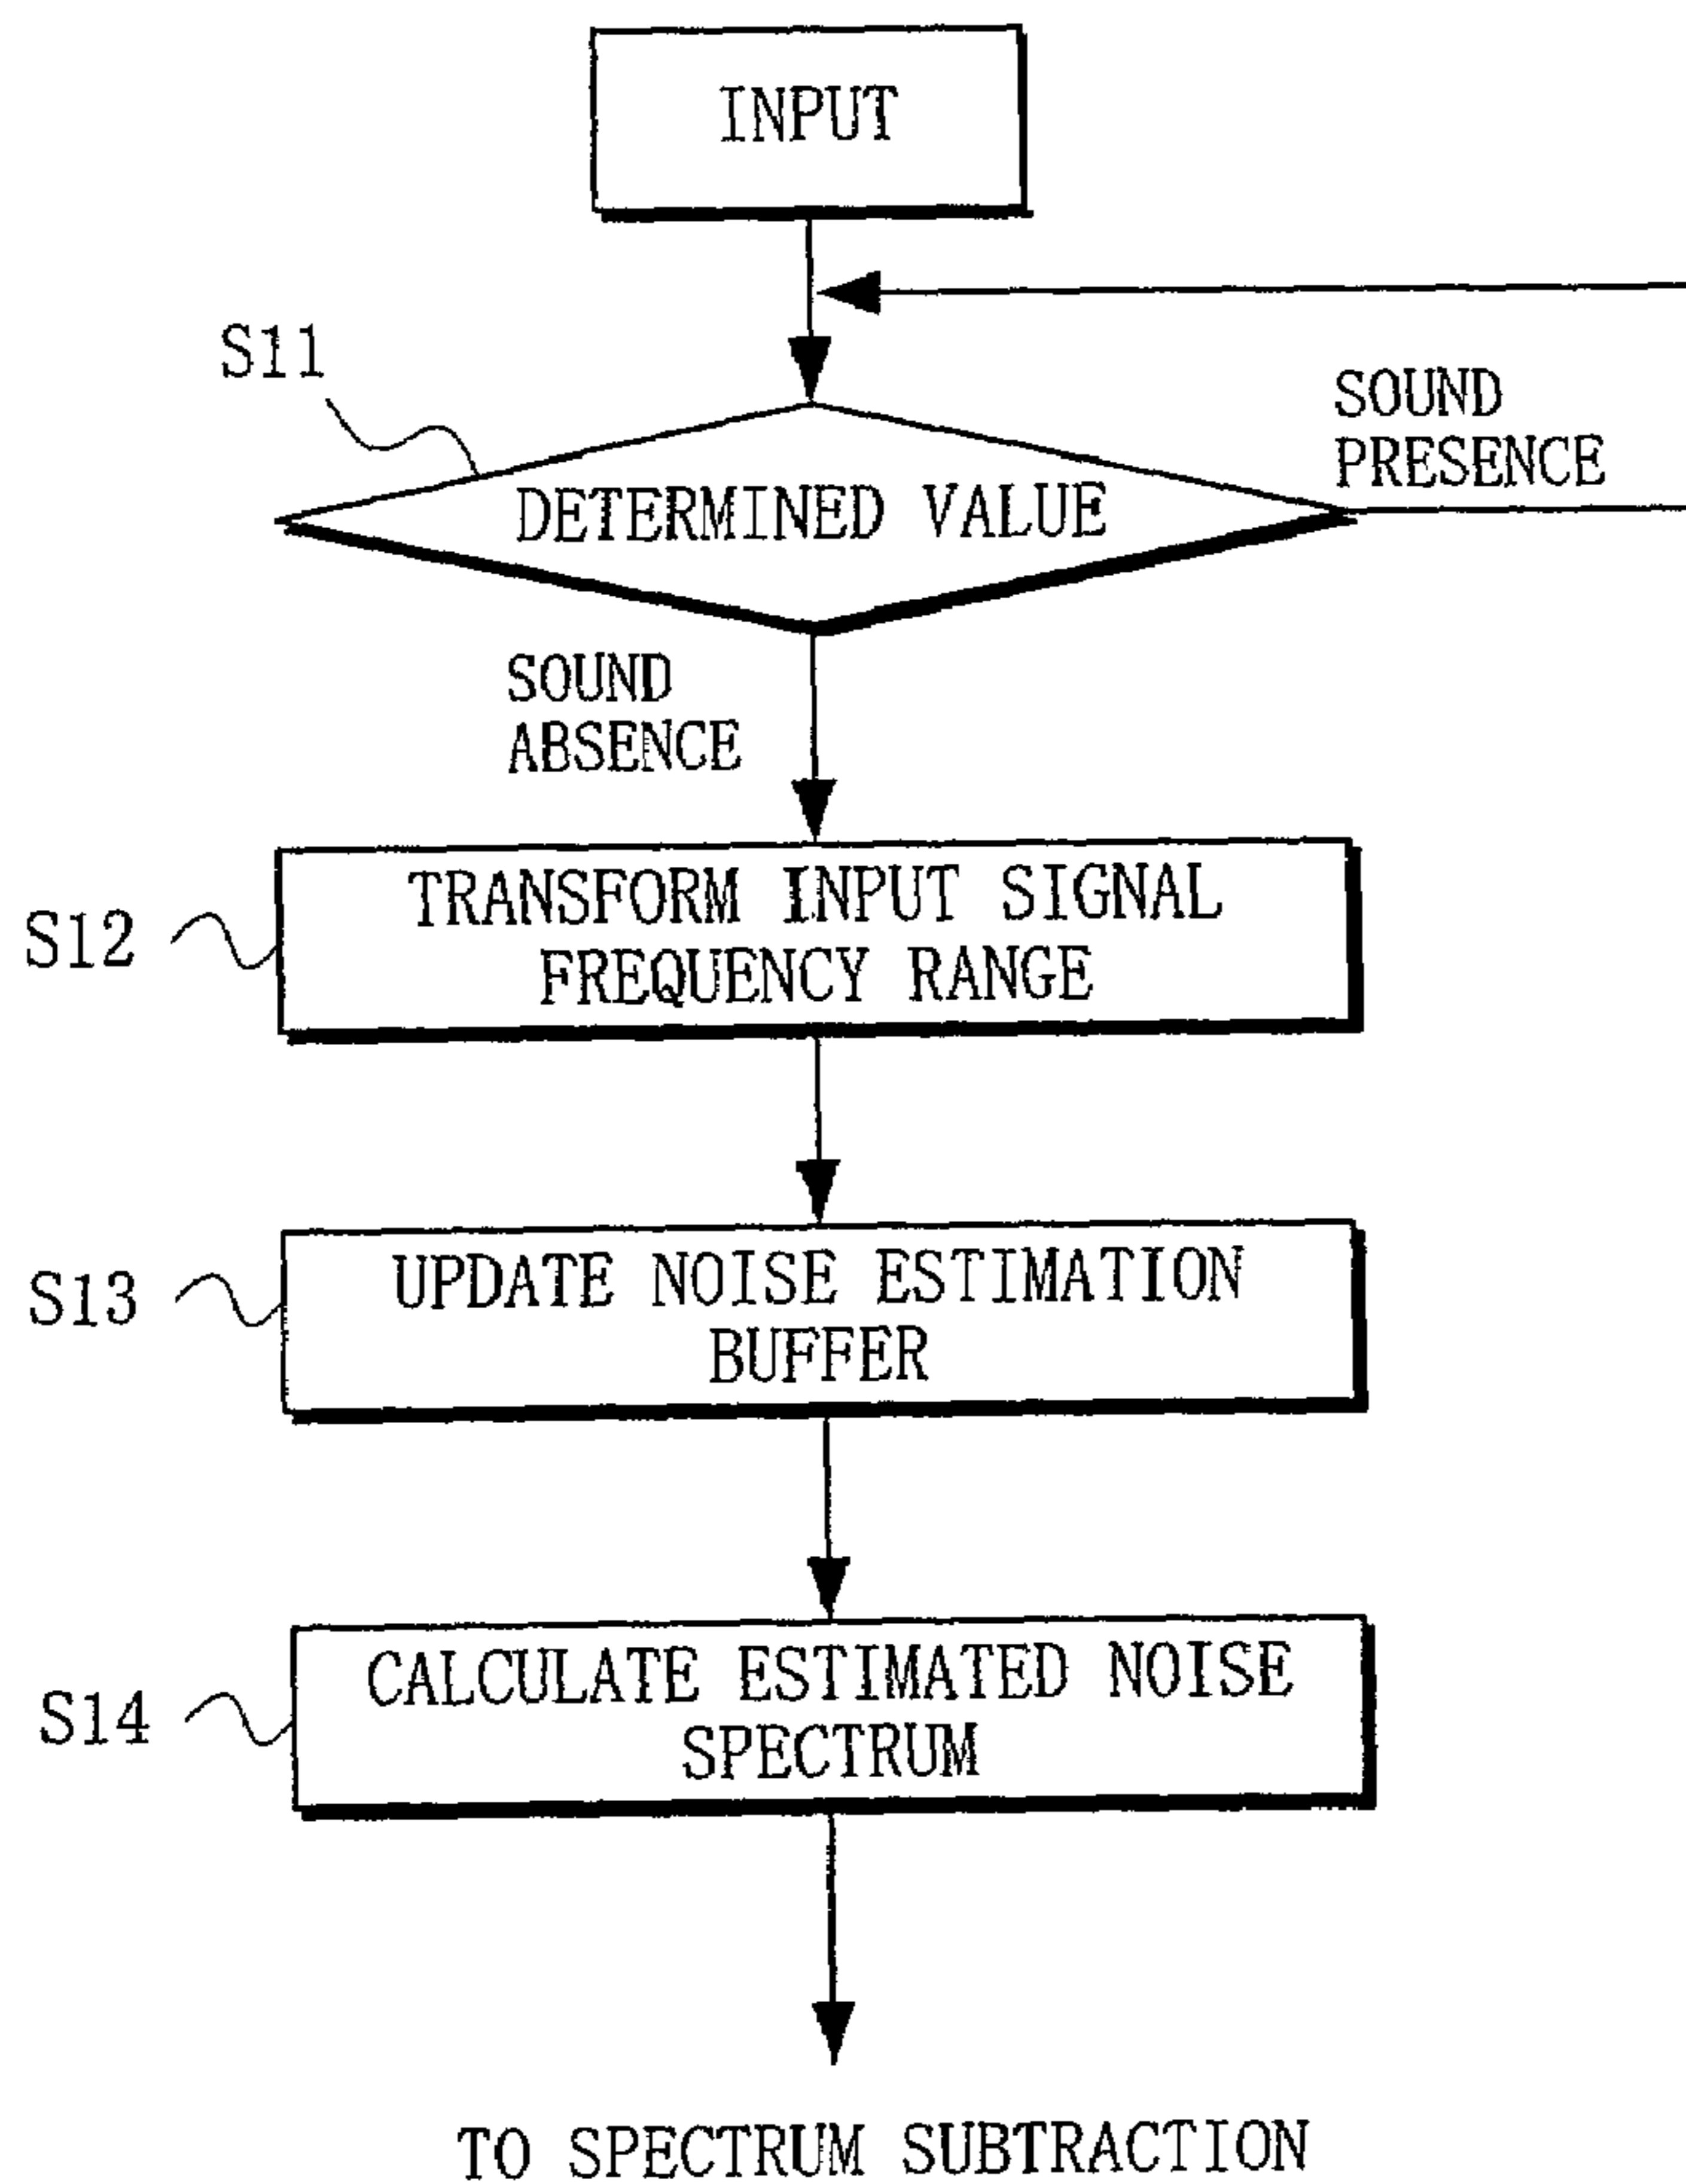 INPUT
S11
SOUND
PRESENCE
DETERMINED VALUE
SOUND
ABSENCE
TRANSFORM INPUT SIGNAL
FREQUENCY RANGE
S12
UPDATE NOISE ESTIMATION
BUFFER
S13
CALCULATE ESTIMATED NOISE
SPECTRUM
S14
TO SPECTRUM SUBTRACTION